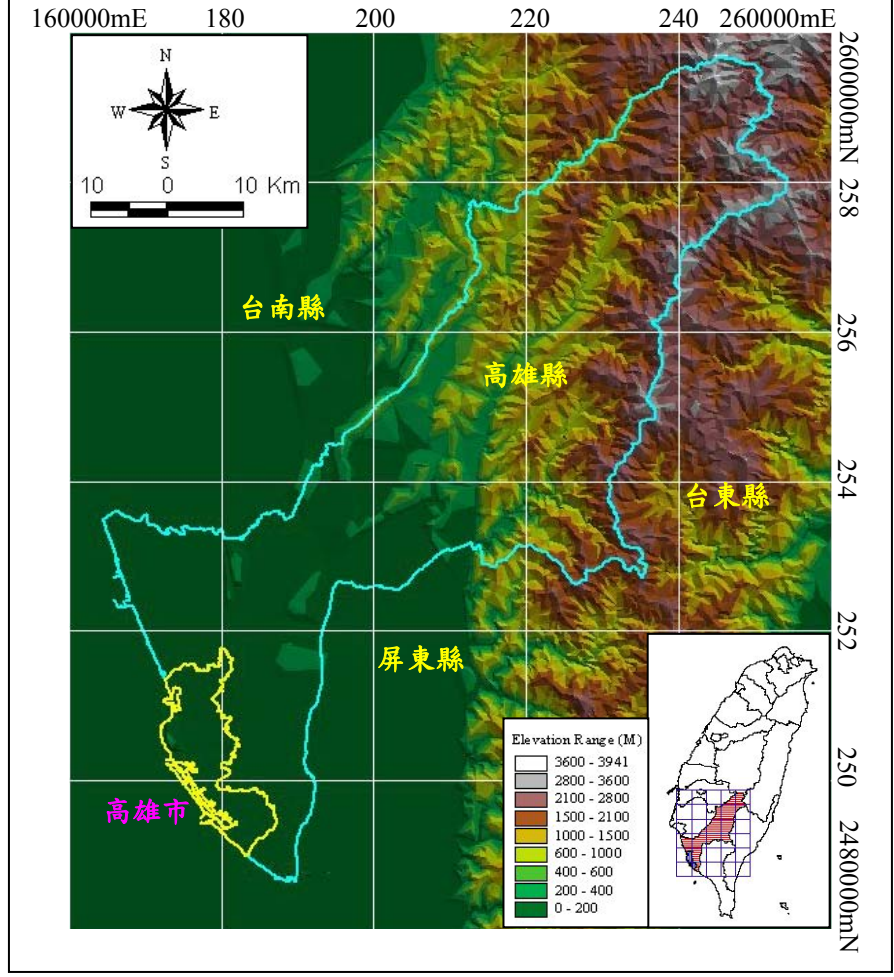 160000mE 180 200 220 240 260000mE
2600000mN
N
W E
S
10 0 10 Km
258
台南縣
256
高雄縣
254
台東縣
252
屏東縣
Elevation Range (M)
3600 - 3941
2800 - 3600
2100 - 2800
1500 - 2100
1000 - 1500
600 - 1000
400 - 600
200 - 400
0 - 200
250
高雄市
2480000mN